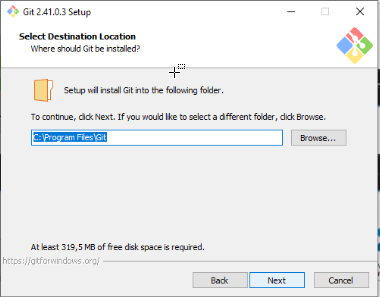 Git 2.41.0.3 Setup
Select Destination Location
Where should Git be installed?
Setup will install Git into the following folder.
To continue, click Next. If you would like to select a different folder, click Browse.
C:\Program Files\Git
Browse...
At least 319,5 MB of free disk space is required.
https://gitforwindows.org/
Back
Next
Cancel